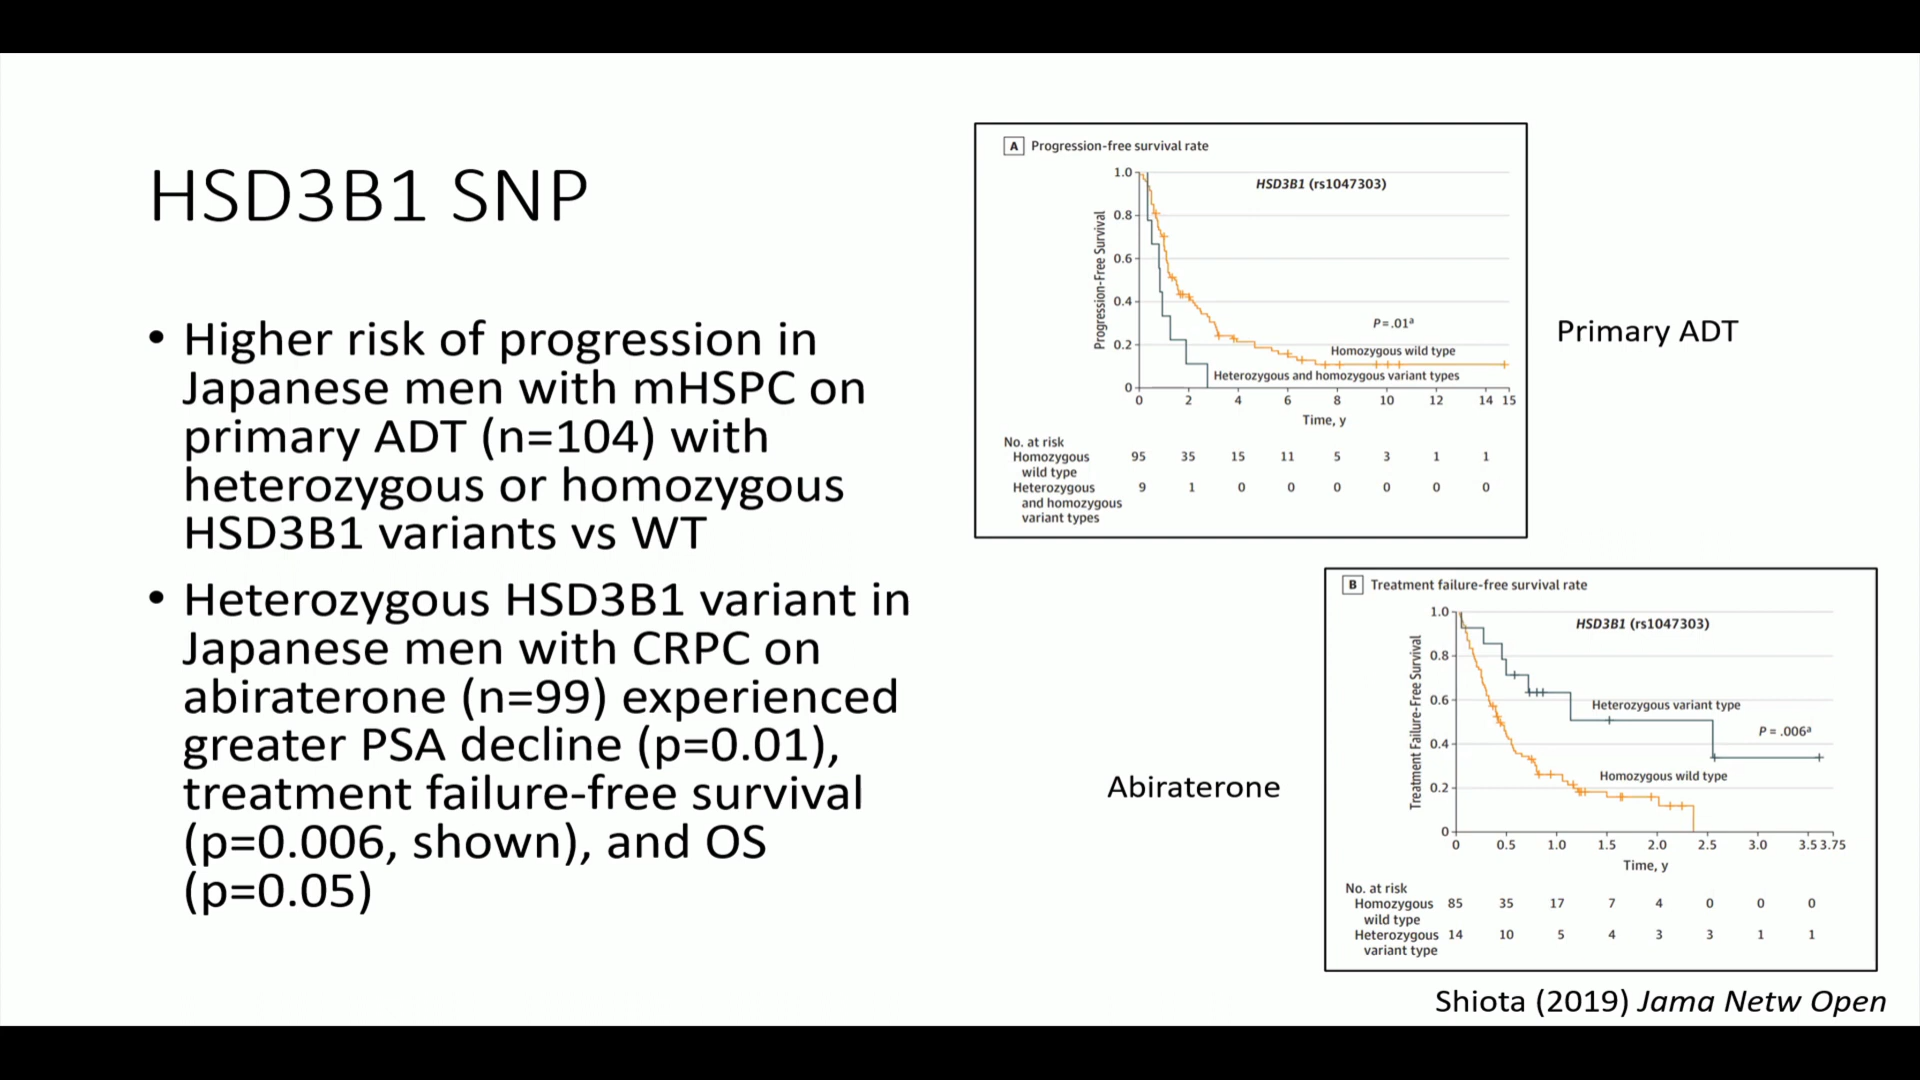 HSD3B1 SNP
• Higher risk of progression in
Japanese men with mHSPC on
primary ADT (n=104) with
heterozygous or homozygous
HSD3B1 variants vs WT
• Heterozygous HSD3B1 variant in
Japanese men with CRPC on
abiraterone (n=99) experienced
greater PSA decline (p=0.01),
treatment failure-free survival
(p=0.006, shown), and OS
(p=0.05)
A Progression-free survival rate
HSD3B1 (rs1047303)
Progression-Free Survival
1.0
0.8
0.6
0.4
0.2
0
P=.01ª
Homozygous wild type
Heterozygous and homozygous variant types
0 2 4 6 8 10 12 14 15
Time, y
No. at risk
Homozygous 95 35 15 11 5 3 1 1
wild type
Heterozygous 9 1 0 0 0 0 0 0
and homozygous
variant types
Primary ADT
Abiraterone
B Treatment failure-free survival rate
HSD3B1 (rs1047303)
Treatment Failure-Free Survival
1.0
0.8
0.6
0.4
0.2
0
Heterozygous variant type
P = .006ª
Homozygous wild type
0 0.5 1.0 1.5 2.0 2.5 3.0 3.5 3.75
Time, y
No. at risk
Homozygous 85 35 17 7 4 0 0 0
wild type
Heterozygous 14 10 5 4 3 3 1 1
variant type
Shiota (2019) Jama Netw Open